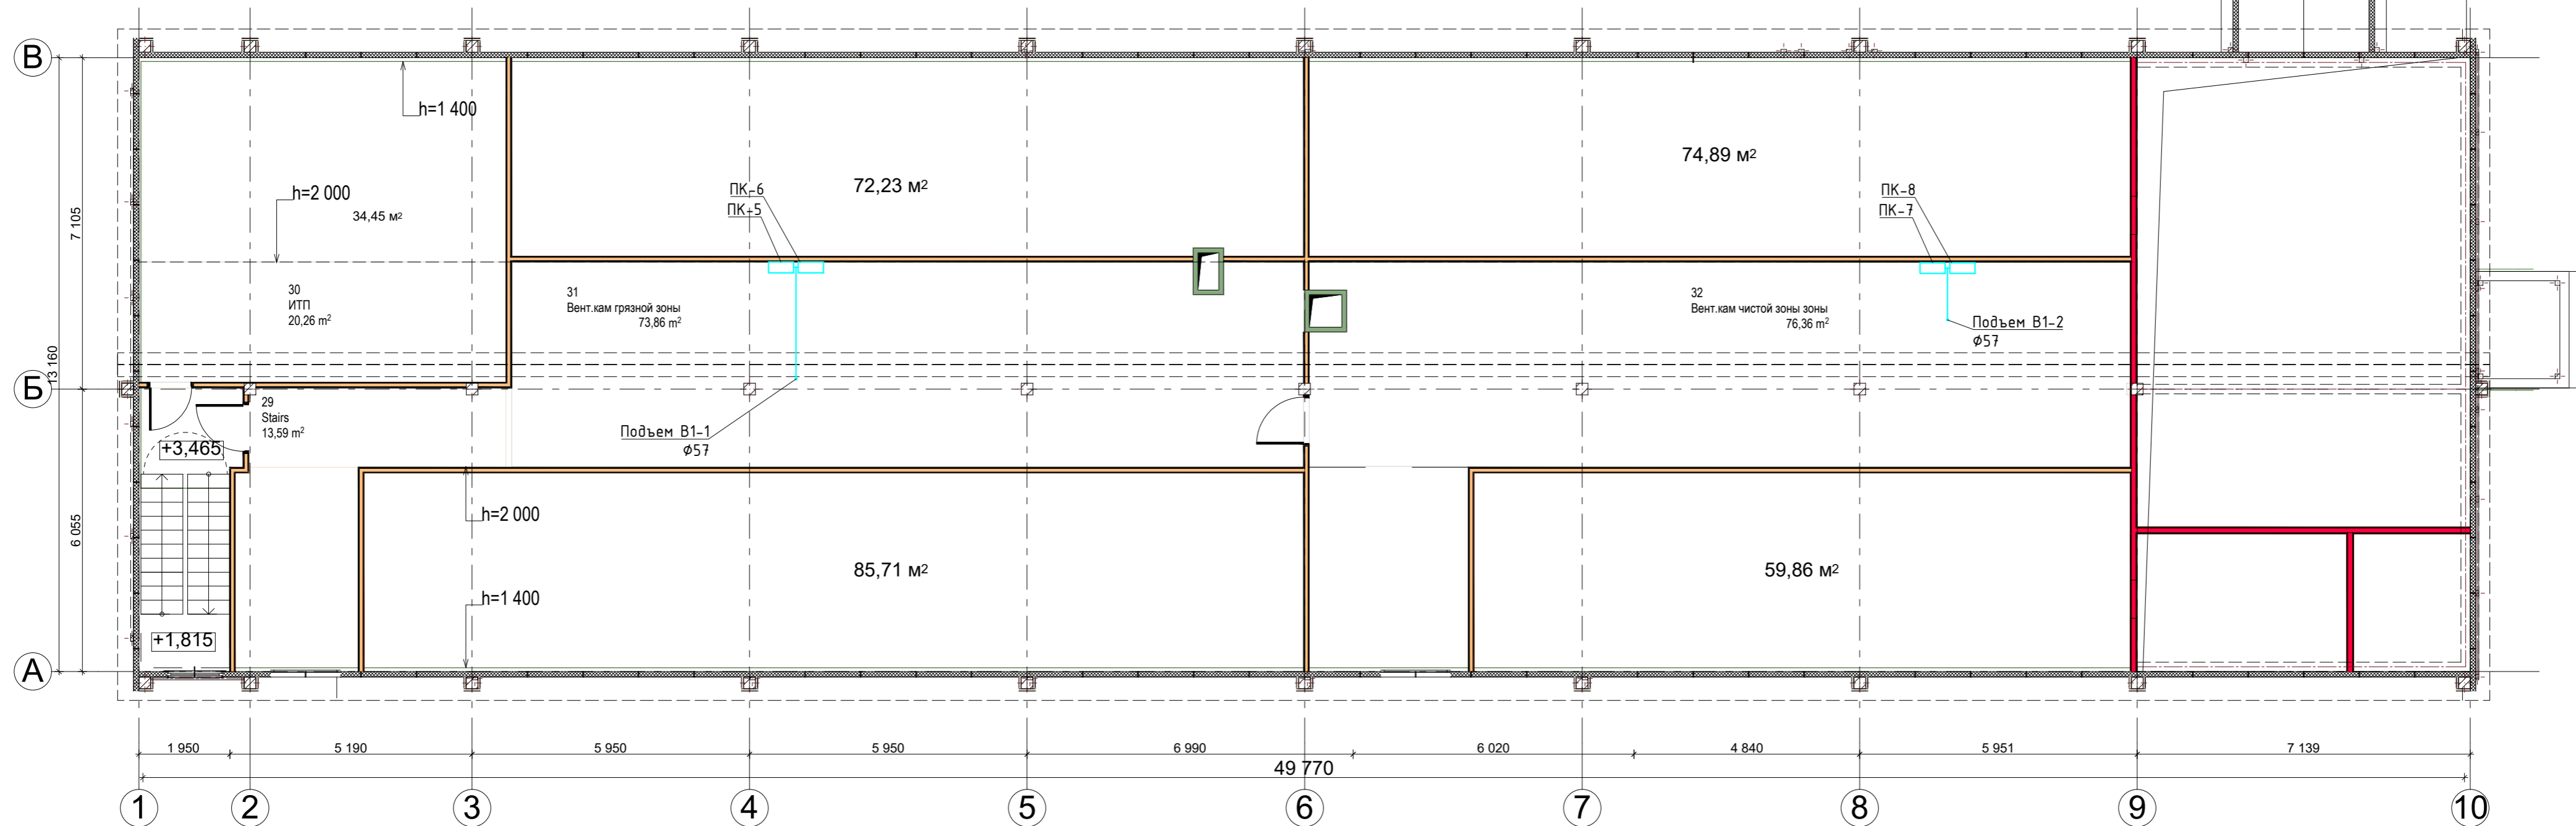 В
h=1 400
74,89 м²
h=2 000
34,45 м²
72,23 м²
ПК-6
ПК-5
ПК-8
ПК-7
7 105
30
ИТП
20,26 m²
31
Вент.кам грязной зоны
73,86 m²
32
Вент.кам чистой зоны зоны
76,36 m²
Подъем В1-2
Ø57
13 160
Б
29
Stairs
13,59 m²
Подъем В1-1
Ø57
+3,465
h=2 000
6 055
85,71 м²
59,86 м²
h=1 400
+1,815
А
1 950
5 190
5 950
5 950
6 990
6 020
4 840
5 951
7 139
49 770
1
2
3
4
5
6
7
8
9
10